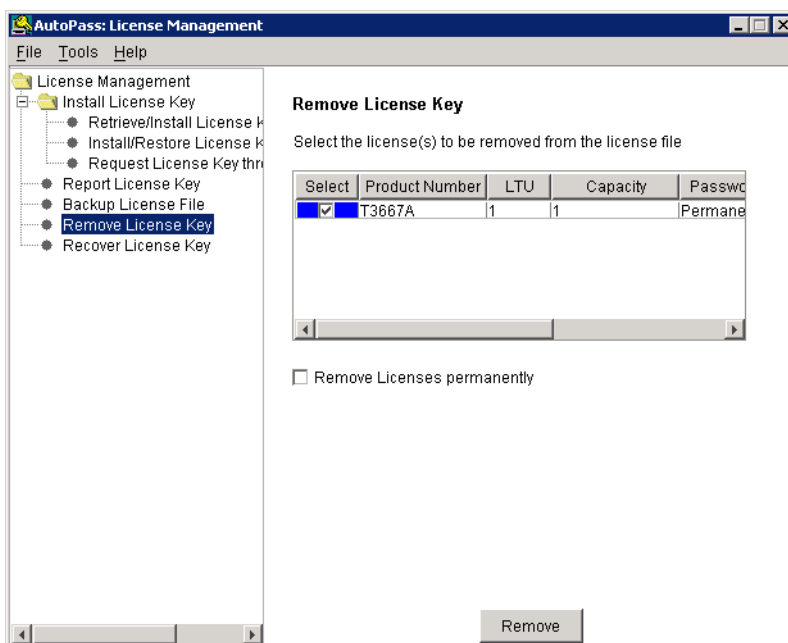 AutoPass: License Management
File Tools Help
License Management
Install License Key
Retrieve/Install License K
Install/Restore License K
Request License Key thr
Report License Key
Backup License File
Remove License Key
Recover License Key
Remove License Key
Select the license(s) to be removed from the license file
Select Product Number LTU Capacity Passwo
T3667A 1 1 Permane
Remove Licenses permanently
Remove